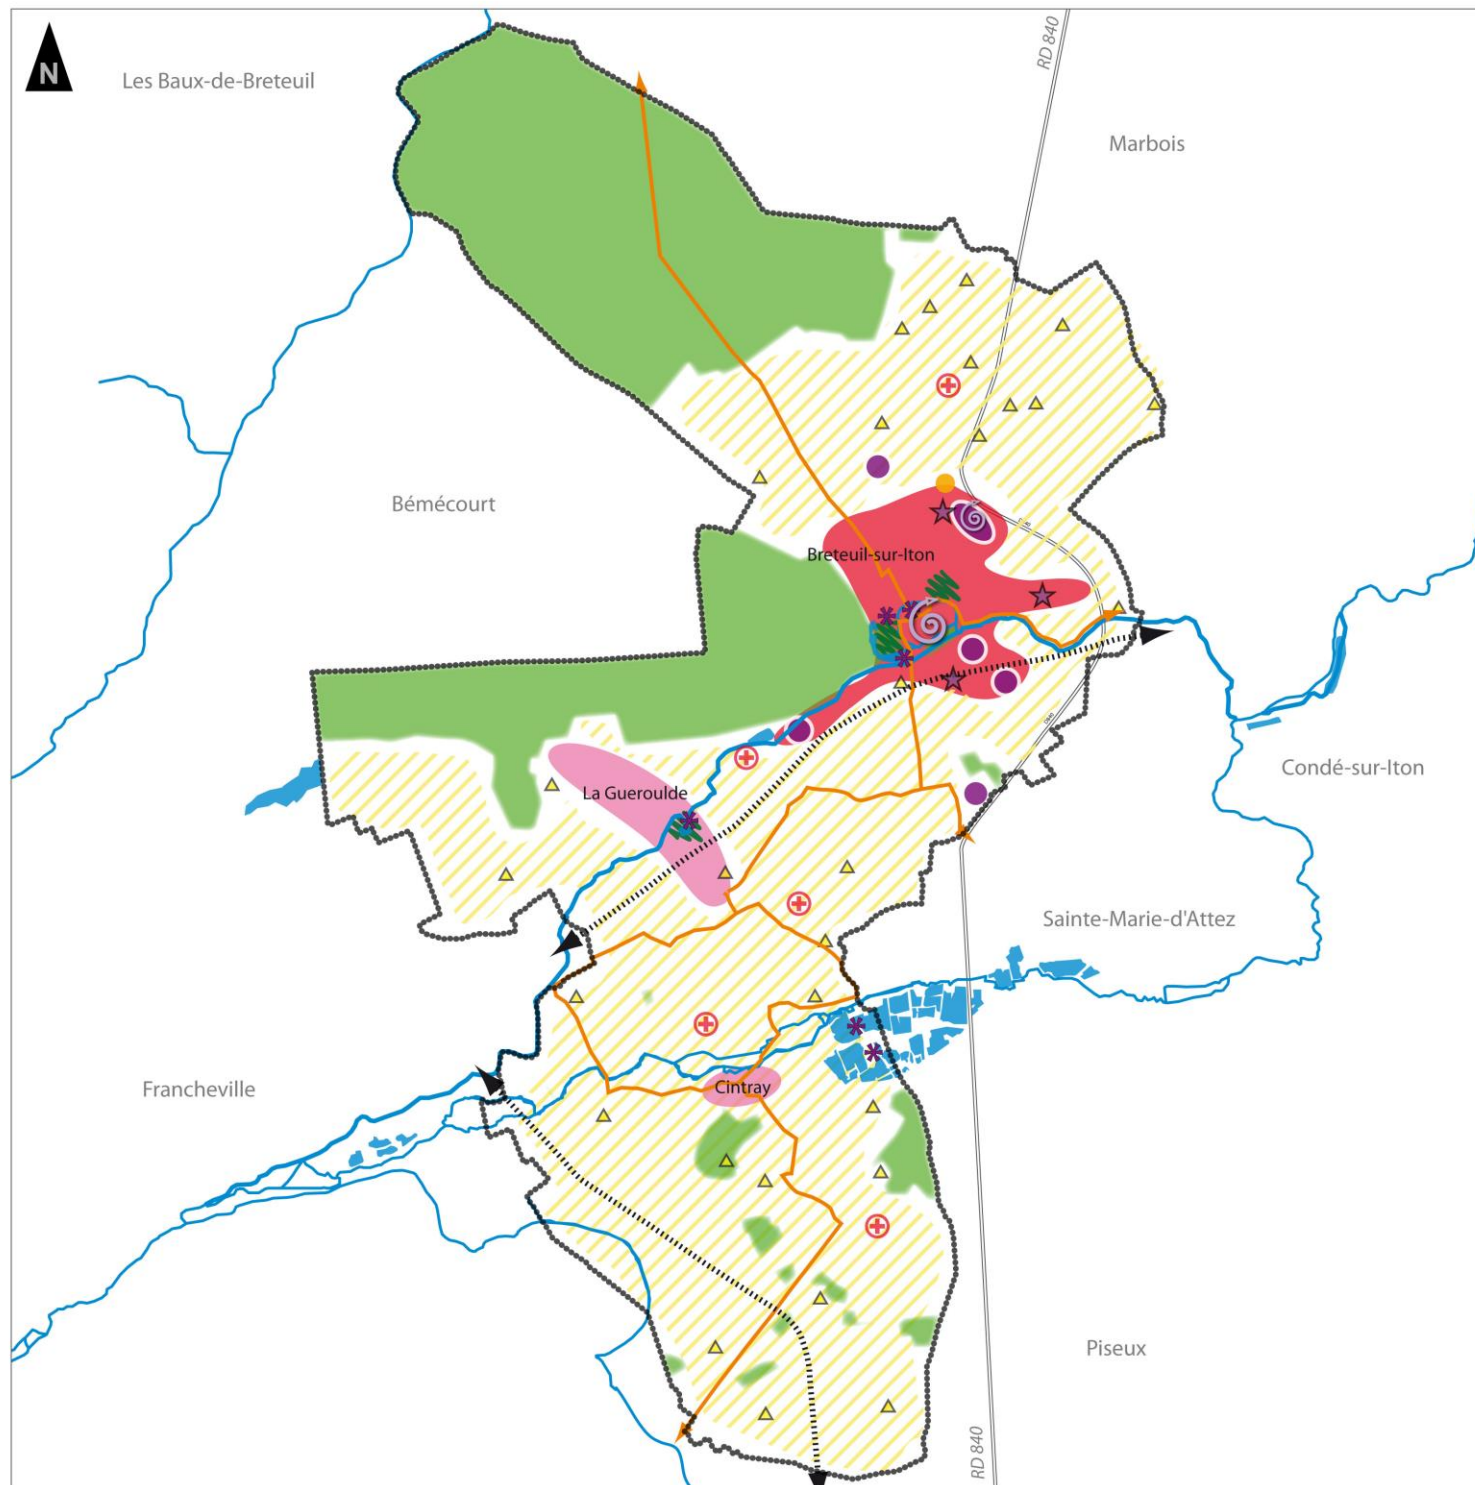 RD 840
N
Les Baux-de-Breteuil
Marbois
Bémécourt
Breteuil-sur-Iton
La Gueroulde
Condé-sur-Iton
Sainte-Marie-d'Attez
Francheville
Cintray
Piseux
RD 840